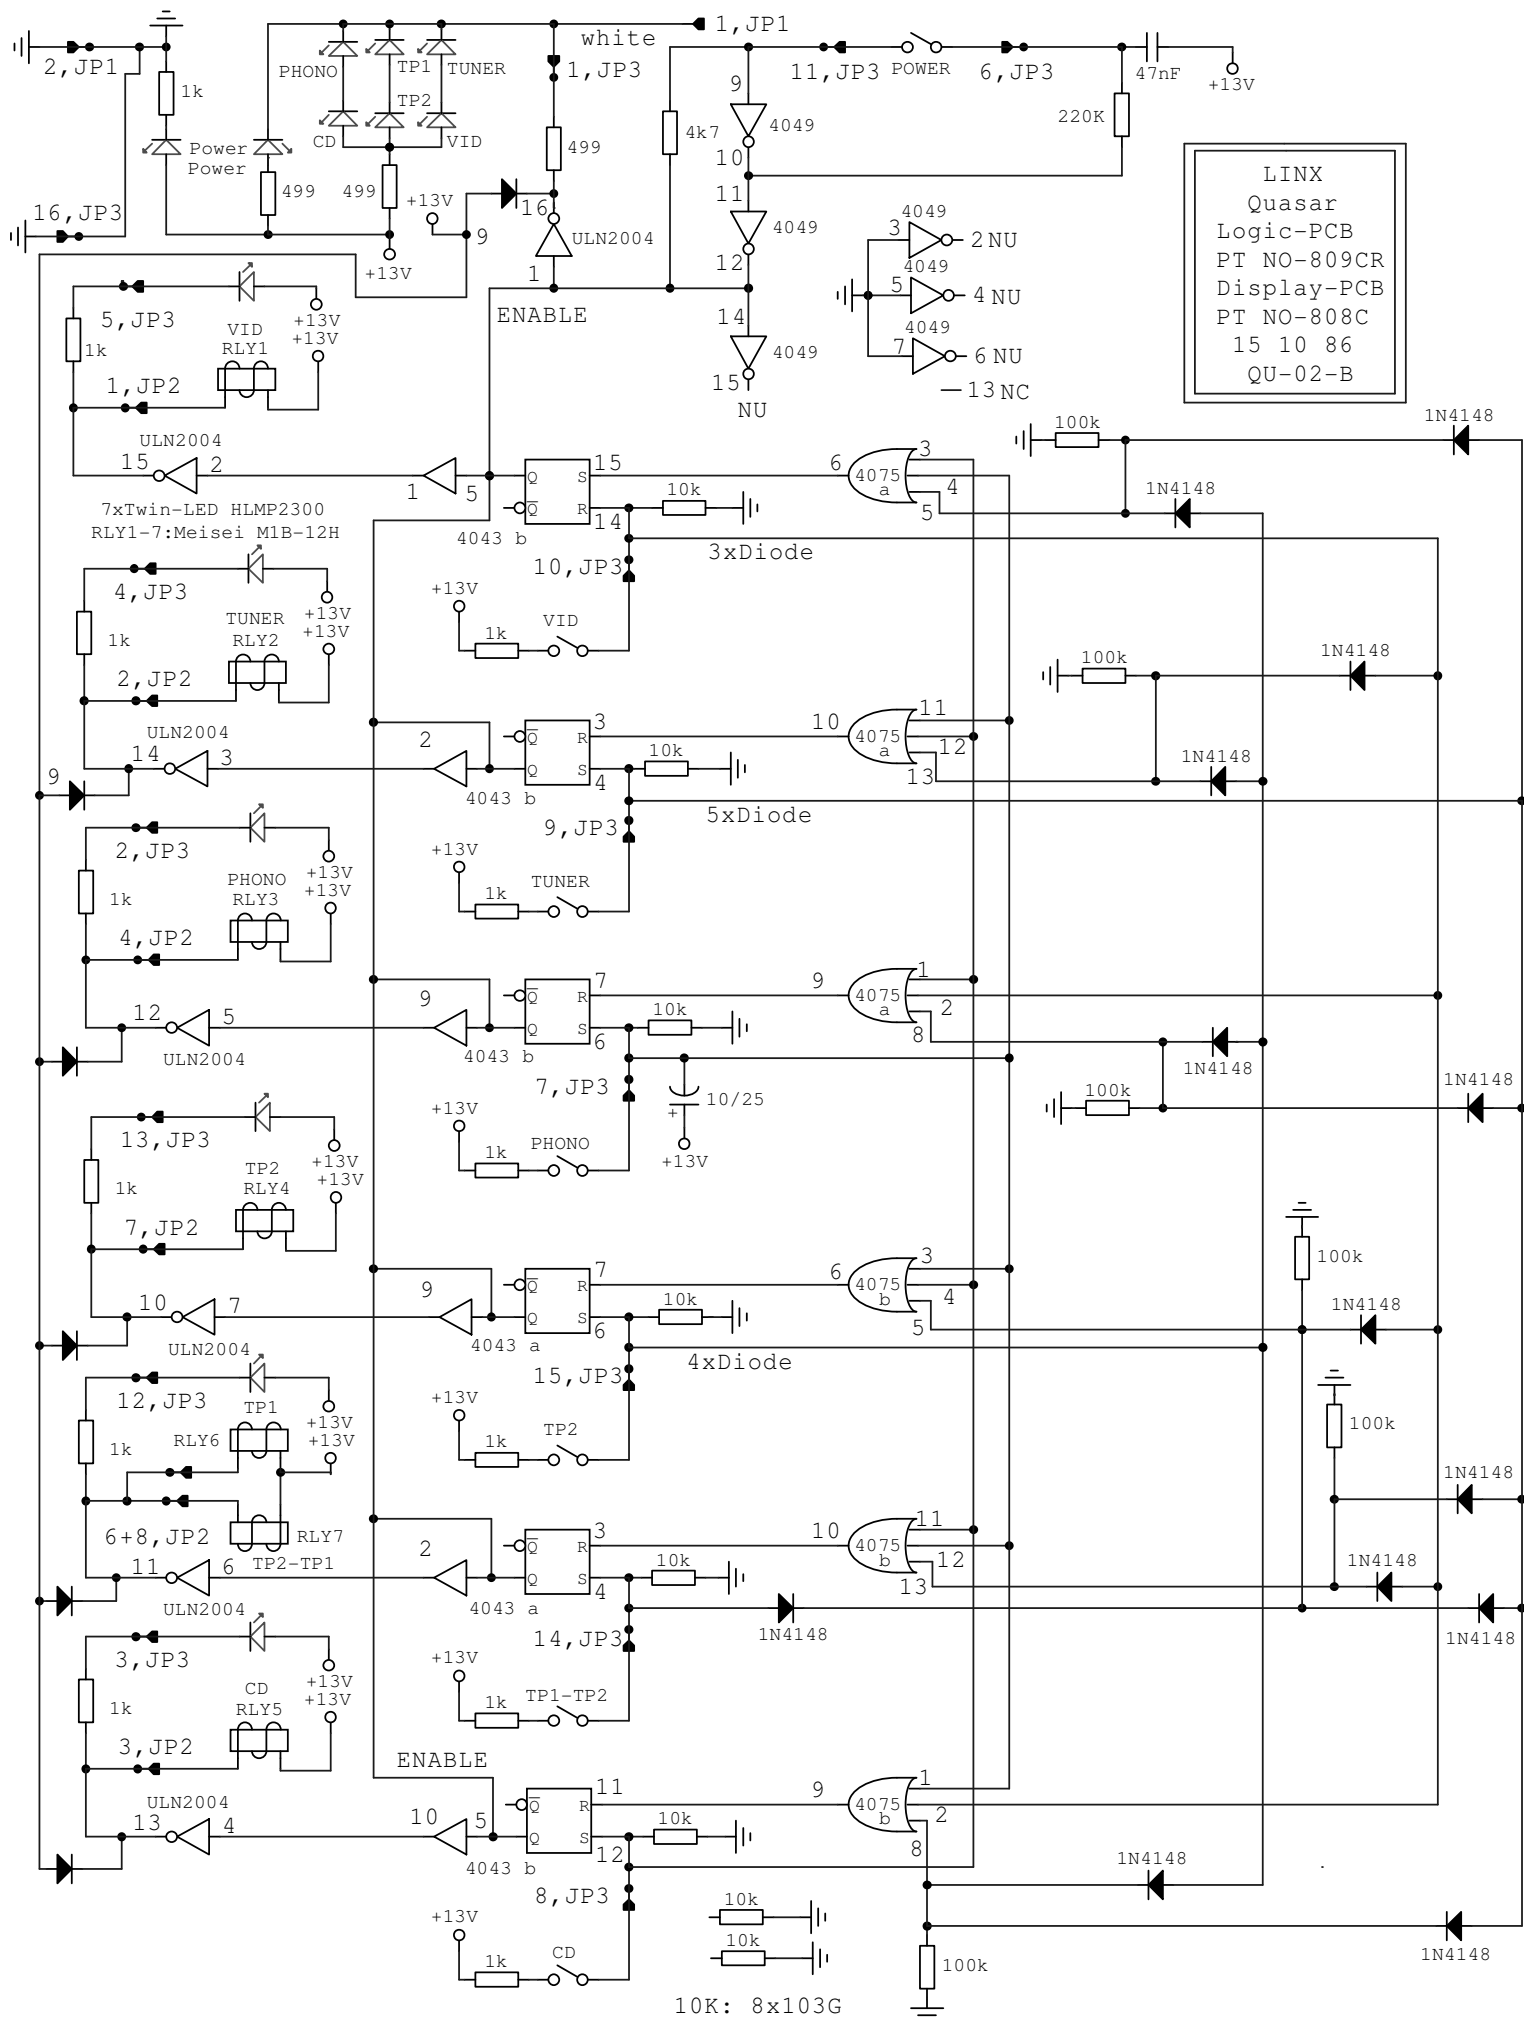 2,JP1
1k
Power
Power
499
16,JP3
PHONO
TP1
TUNER
TP2
CD
VID
499
+13V
+13V
9
white
1,JP1
1,JP3
499
16
ULN2004
1
ENABLE
4k7
9
4049
10
11
4049
12
14
4049
15
NU
11,JP3
POWER
6,JP3
47nF
+13V
220K
4049
3
2 NU
4049
5
4 NU
4049
7
6 NU
13 NC
LINX
Quasar
Logic-PCB
PT NO-809CR
Display-PCB
PT NO-808C
15 10 86
QU-02-B
5,JP3
1k
VID
RLY1
+13V
+13V
1,JP2
ULN2004
15
2
1
5
7xTwin-LED HLMP2300
RLY1-7:Meisei M1B-12H
Q
S
Q
R
15
14
4043 b
10k
10,JP3
3xDiode
+13V
1k
VID
6
4075
a
3
4
5
100k
1N4148
1N4148
4,JP3
1k
TUNER
RLY2
+13V
+13V
2,JP2
ULN2004
14
3
9
2
Q
R
Q
S
3
4
4043 b
10k
9,JP3
5xDiode
+13V
1k
TUNER
10
4075
a
11
12
13
100k
1N4148
1N4148
2,JP3
1k
PHONO
RLY3
+13V
+13V
4,JP2
12
5
ULN2004
9
Q
R
Q
S
7
6
4043 b
10k
7,JP3
10/25
+
+13V
+13V
1k
PHONO
9
4075
a
1
2
8
1N4148
100k
1N4148
13,JP3
1k
TP2
RLY4
+13V
+13V
7,JP2
10
7
ULN2004
9
Q
R
Q
S
7
6
4043 a
10k
15,JP3
4xDiode
+13V
1k
TP2
6
4075
b
3
4
5
100k
1N4148
12,JP3
1k
TP1
RLY6
+13V
+13V
6+8,JP2
RLY7
TP2-TP1
11
6
ULN2004
2
Q
R
Q
S
3
4
4043 a
10k
14,JP3
1N4148
+13V
1k
TP1-TP2
10
4075
b
11
12
13
100k
1N4148
1N4148
1N4148
3,JP3
1k
CD
RLY5
+13V
+13V
3,JP2
ULN2004
13
4
ENABLE
10
5
Q
R
Q
S
11
12
4043 b
10k
8,JP3
+13V
1k
CD
9
4075
b
1
2
8
1N4148
1N4148
100k
10k
10k
10K: 8x103G